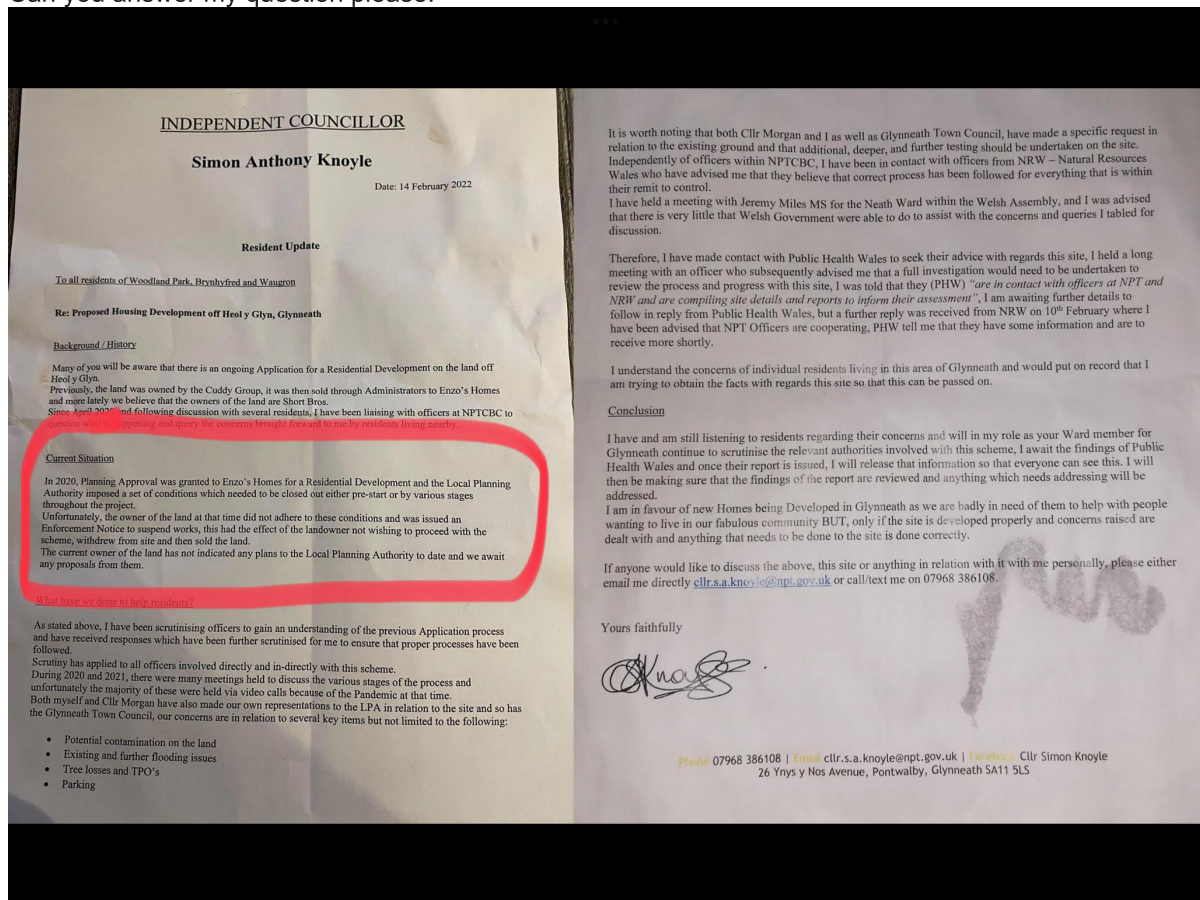 Can you answer my question please?
INDEPENDENT COUNCILLOR
Simon Anthony Knoyle
Date: 14 February 2022
Resident Update
To all residents of Woodland Park, Brynhyfred and Waugron
Re: Proposed Housing Development off Heol y Glyn, Glynneath
Background / History
Many of you will be aware that there is an ongoing Application for a Residential Development on the land off
Heol y Glyn.
Previously, the land was owned by the Cuddy Group, it was then sold through Administrators to Enzo's Homes
and more lately we believe that the owners of the land are Short Bros.
Since April 2020 and following discussion with several residents, I have been liaising with officers at NPTCBC to
question what happening and query the concerns brought forward to me by residents living nearby.
Current Situation
In 2020, Planning Approval was granted to Enzo's Homes for a Residential Development and the Local Planning
Authority imposed a set of conditions which needed to be closed out either pre-start or by various stages
throughout the project.
Unfortunately, the owner of the land at that time did not adhere to these conditions and was issued an
Enforcement Notice to suspend works, this had the effect of the landowner not wishing to proceed with the
scheme, withdrew from site and then sold the land.
The current owner of the land has not indicated any plans to the Local Planning Authority to date and we await
any proposals from them.
What have we done to help residents?
As stated above, I have been scrutinising officers to gain an understanding of the previous Application process
and have received responses which have been further scrutinised for me to ensure that proper processes have been
followed.
Scrutiny has applied to all officers involved directly and in-directly with this scheme.
During 2020 and 2021, there were many meetings held to discuss the various stages of the process and
unfortunately the majority of these were held via video calls because of the Pandemic at that time.
Both myself and Cllr Morgan have also made our own representations to the LPA in relation to the site and so has
the Glynneath Town Council, our concerns are in relation to several key items but not limited to the following:
• Potential contamination on the land
• Existing and further flooding issues
• Tree losses and TPO's
• Parking
It is worth noting that both Cllr Morgan and I as well as Glynneath Town Council, have made a specific request in
relation to the existing ground and that additional, deeper, and further testing should be undertaken on the site.
Independently of officers within NPTCBC, I have been in contact with officers from NRW – Natural Resources
Wales who have advised me that they believe that correct process has been followed for everything that is within
their remit to control.
I have held a meeting with Jeremy Miles MS for the Neath Ward within the Welsh Assembly, and I was advised
that there is very little that Welsh Government were able to do to assist with the concerns and queries I tabled for
discussion.
Therefore, I have made contact with Public Health Wales to seek their advice with regards this site, I held a long
meeting with an officer who subsequently advised me that a full investigation would need to be undertaken to
review the process and progress with this site, I was told that they (PHW) "are in contact with officers at NPT and
NRW and are compiling site details and reports to inform their assessment", I am awaiting further details to
follow in reply from Public Health Wales, but a further reply was received from NRW on 10th February where I
have been advised that NPT Officers are cooperating, PHW tell me that they have some information and are to
receive more shortly.
I understand the concerns of individual residents living in this area of Glynneath and would put on record that I
am trying to obtain the facts with regards this site so that this can be passed on.
Conclusion
I have and am still listening to residents regarding their concerns and will in my role as your Ward member for
Glynneath continue to scrutinise the relevant authorities involved with this scheme, I await the findings of Public
Health Wales and once their report is issued, I will release that information so that everyone can see this. I will
then be making sure that the findings of the report are reviewed and anything which needs addressing will be
addressed.
I am in favour of new Homes being Developed in Glynneath as we are badly in need of them to help with people
wanting to live in our fabulous community BUT, only if the site is developed properly and concerns raised are
dealt with and anything that needs to be done to the site is done correctly.
If anyone would like to discuss the above, this site or anything in relation with it with me personally, please either
email me directly cllr.s.a.knoyle@npt.gov.uk or call/text me on 07968 386108.
Yours faithfully
SKnoyle
Phone 07968 386108 | Email cllr.s.a.knoyle@npt.gov.uk | Facebook Cllr Simon Knoyle
26 Ynys y Nos Avenue, Pontwalby, Glynneath SA11 5LS